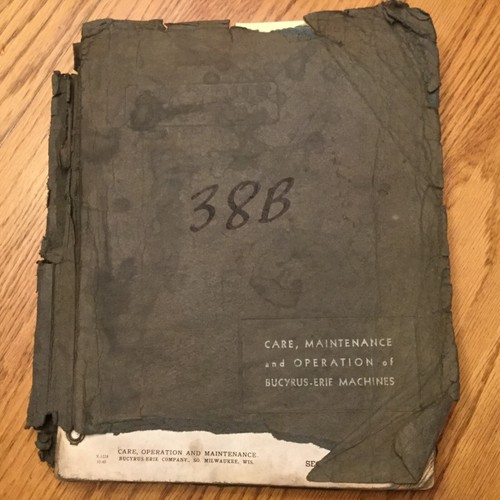 38B
CARE, MAINTENANCE
and OPERATION of
BUCYRUS-ERIE MACHINES
CARE, OPERATION AND MAINTENANCE
BUCYRUS-ERIE COMPANY, SO. MILWAUKEE, WIS.